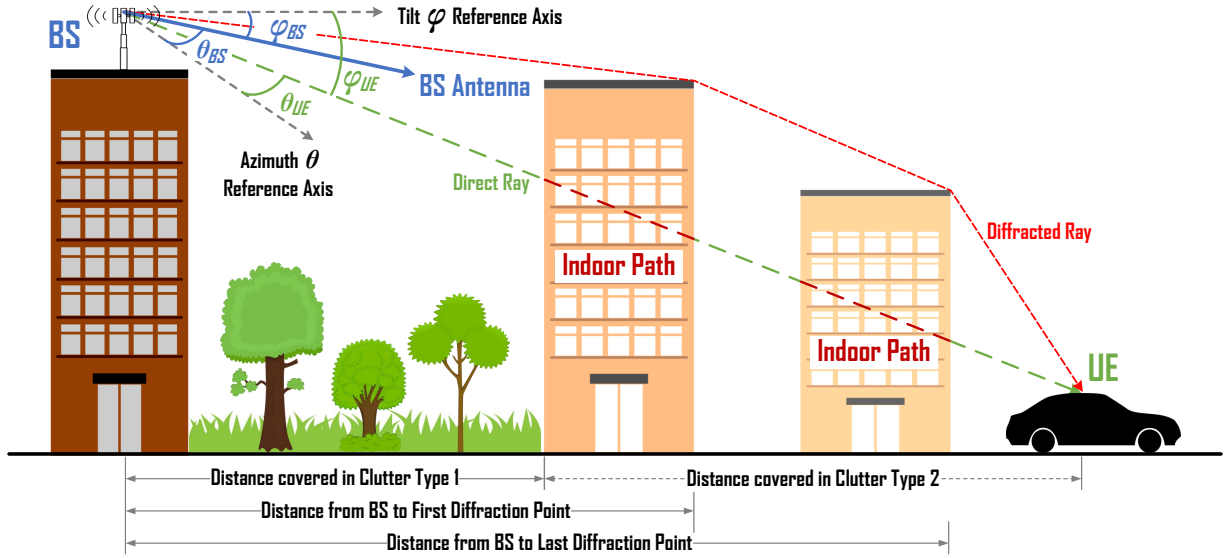 Tilt φ Reference Axis
BS
φBS
θBS
φUE
BS Antenna
θUE
Azimuth θ
Reference Axis
Direct Ray
Diffracted Ray
Indoor Path
Indoor Path
UE
Distance covered in Clutter Type 1
Distance covered in Clutter Type 2
Distance from BS to First Diffraction Point
Distance from BS to Last Diffraction Point